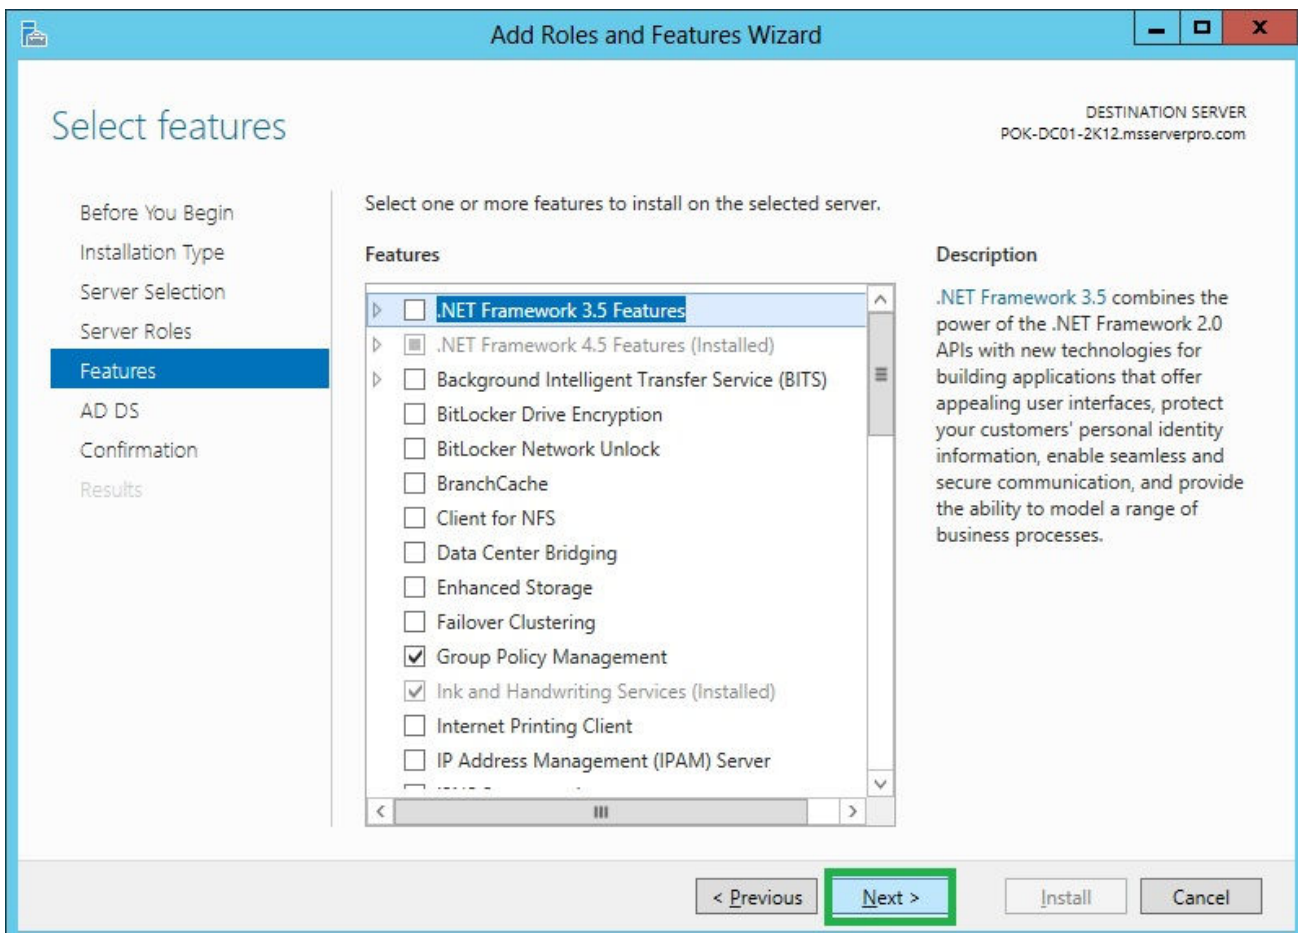 Add Roles and Features Wizard
Select features
DESTINATION SERVER
POK-DC01-2K12.msserverpro.com
Before You Begin
Installation Type
Server Selection
Server Roles
Features
AD DS
Confirmation
Results
Select one or more features to install on the selected server.
Features
.NET Framework 3.5 Features
.NET Framework 4.5 Features (Installed)
Background Intelligent Transfer Service (BITS)
BitLocker Drive Encryption
BitLocker Network Unlock
BranchCache
Client for NFS
Data Center Bridging
Enhanced Storage
Failover Clustering
Group Policy Management
Ink and Handwriting Services (Installed)
Internet Printing Client
IP Address Management (IPAM) Server
Description
.NET Framework 3.5 combines the
power of the .NET Framework 2.0
APIs with new technologies for
building applications that offer
appealing user interfaces, protect
your customers' personal identity
information, enable seamless and
secure communication, and provide
the ability to model a range of
business processes.
< Previous
Next >
Install
Cancel